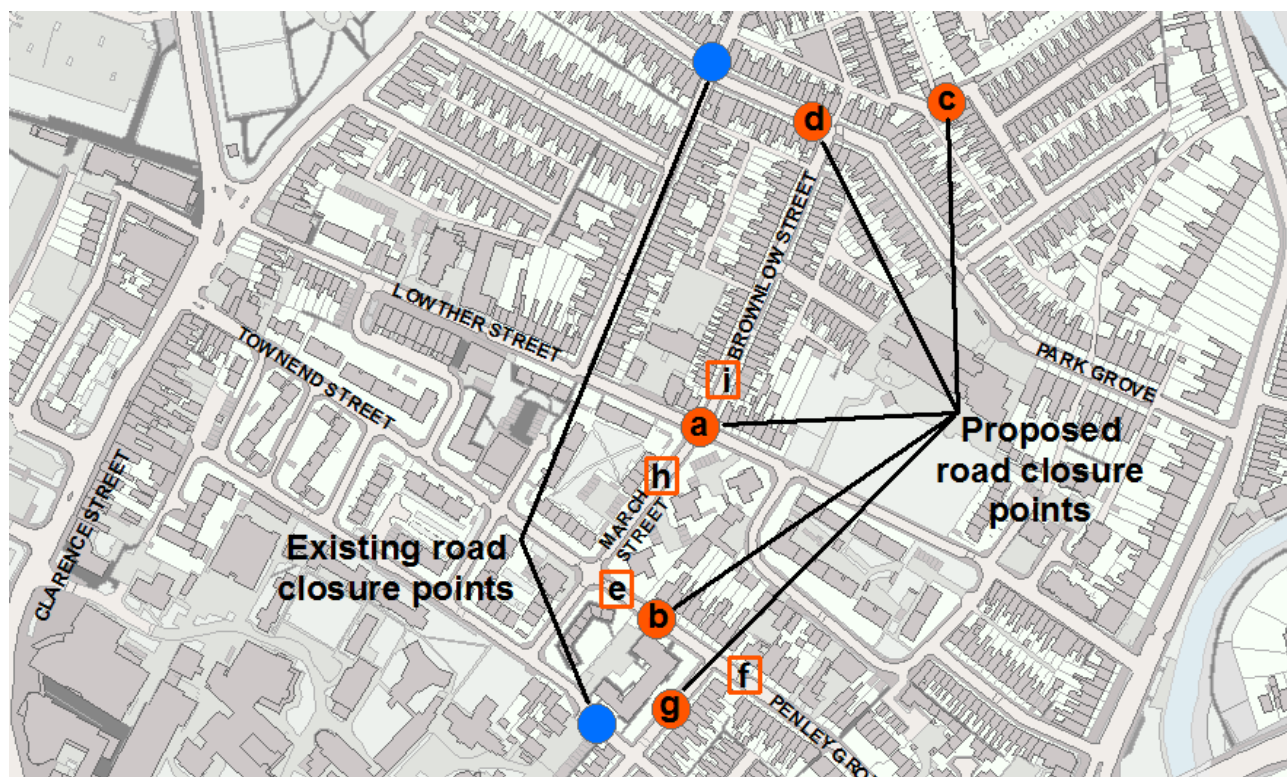 d
c
BROWNLOW STREET
LOWTHER STREET
TOWNEND STREET
PARK GROVE
i
a
Proposed
road closure
points
h
MARCH
STREET
CLARENCE STREET
Existing road
closure points
e
b
f
g
PENLEY GRO